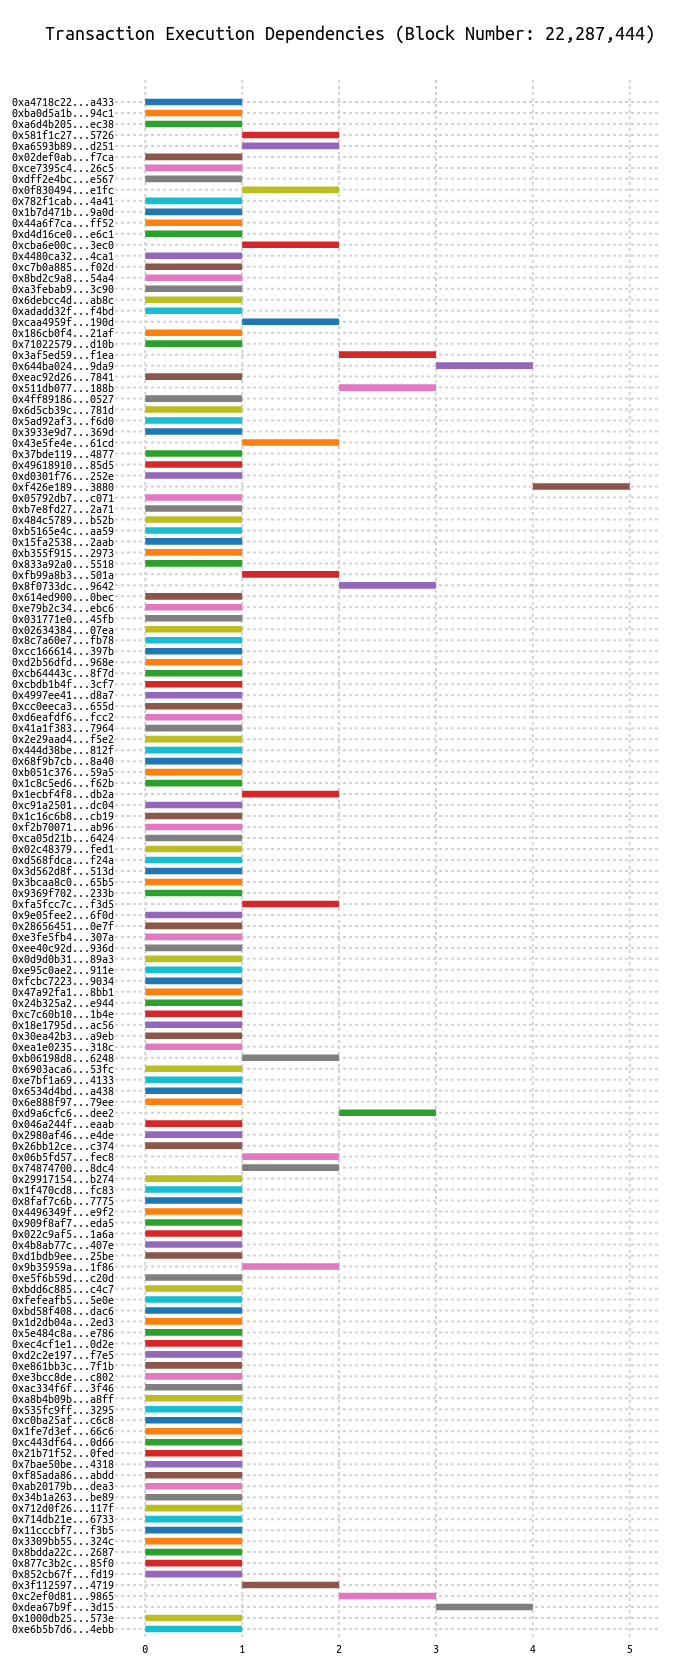 Transaction Execution Dependencies (Block Number: 22,287,444)
0xa4718c22...a433
0xba0d5a1b...94c1
0xa6d4b205...ec38
0x581f1c27...5726
0xa6593b89...d251
0x02def0ab...f7ca
0xce7395c4...26c5
0xdff2e4bc...e567
0x0f830494...e1fc
0x782f1cab...4a41
0x1b7d471b...9a0d
0x44a6f7ca...ff52
0xd4d16ce0...e6c1
0xcba6e00c...3ec0
0x4480ca32...4ca1
0xc7b0a885...f02d
0x8bd2c9a8...54a4
0xa3febab9...3c90
0x6debcc4d...ab8c
0xadadd32f...f4bd
0xcaa4959f...190d
0x186cb0f4...21af
0x71022579...d10b
0x3af5ed59...f1ea
0x644ba024...9da9
0xeac92d26...7841
0x511db077...188b
0x4ff89186...0527
0x6d5cb39c...781d
0x5ad92af3...f6d0
0x3933e9d7...369d
0x43e5fe4e...61cd
0x37bde119...4877
0x49618910...85d5
0xd0301f76...252e
0xf426e189...3880
0x05792db7...c071
0xb7e8fd27...2a71
0x484c5789...b52b
0xb5165e4c...aa59
0x15fa2538...2aab
0xb355f915...2973
0x833a92a0...5518
0xfb99a8b3...501a
0x8f0733dc...9642
0x614ed900...0bec
0xe79b2c34...ebc6
0x031771e0...45fb
0x02634384...07ea
0x8c7a60e7...fb78
0xcc166614...397b
0xd2b56dfd...968e
0xcb64443c...8f7d
0xcbdb1b4f...3cf7
0x4997ee41...d8a7
0xcc0eeca3...655d
0xd6eafdf6...fcc2
0x41a1f383...7964
0x2e29aad4...f5e2
0x444d38be...812f
0x68f9b7cb...8a40
0xb051c376...59a5
0x1c8c5ed6...f62b
0x1ecbf4f8...db2a
0xc91a2501...dc04
0x1c16c6b8...cb19
0xf2b70071...ab96
0xca05d21b...6424
0x02c48379...fed1
0xd568fdca...f24a
0x3d562d8f...513d
0x3bcaa8c0...65b5
0x9369f702...233b
0xfa5fcc7c...f3d5
0x9e05fee2...6f0d
0x28656451...0e7f
0xe3fe5fb4...307a
0xee40c92d...936d
0x0d9d0b31...89a3
0xe95c0ae2...911e
0xfcbc7223...9034
0x47a92fa1...8bb1
0x24b325a2...e944
0xc7c60b10...1b4e
0x18e1795d...ac56
0x30ea42b3...a9eb
0xea1e0235...318c
0xb06198d8...6248
0x6903aca6...53fc
0xe7bf1a69...4133
0x6534d4bd...a438
0x6e888f97...79ee
0xd9a6cfc6...dee2
0x046a244f...eaab
0x2980af46...e4de
0x26bb12ce...c374
0x06b5fd57...fec8
0x74874700...8dc4
0x29917154...b274
0x1f470cd8...fc83
0x8faf7c6b...7775
0x4496349f...e9f2
0x909f8af7...eda5
0x022c9af5...1a6a
0x4b8ab77c...407e
0xd1bdb9ee...25be
0x9b35959a...1f86
0xe5f6b59d...c20d
0xbdd6c885...c4c7
0xfefeafb5...5e0e
0xbd58f408...dac6
0x1d2db04a...2ed3
0x5e484c8a...e786
0xec4cf1e1...0d2e
0xd2c2e197...f7e5
0xe861bb3c...7f1b
0xe3bcc8de...c802
0xac334f6f...3f46
0xa8b4b09b...a8ff
0x535fc9ff...3295
0xc0ba25af...c6c8
0x1fe7d3ef...66c6
0xc443df64...0d66
0x21b71f52...0fed
0x7bae50be...4318
0xf85ada86...abdd
0xab20179b...dea3
0x34b1a263...be89
0x712d0f26...117f
0x714db21e...6733
0x11cccbf7...f3b5
0x3309bb55...324c
0x8bdda22c...2687
0x877c3b2c...85f0
0x852cb67f...fd19
0x3f112597...4719
0xc2ef0d81...9865
0xdea67b9f...3d15
0x1000db25...573e
0xe6b5b7d6...4ebb
0 1 2 3 4 5